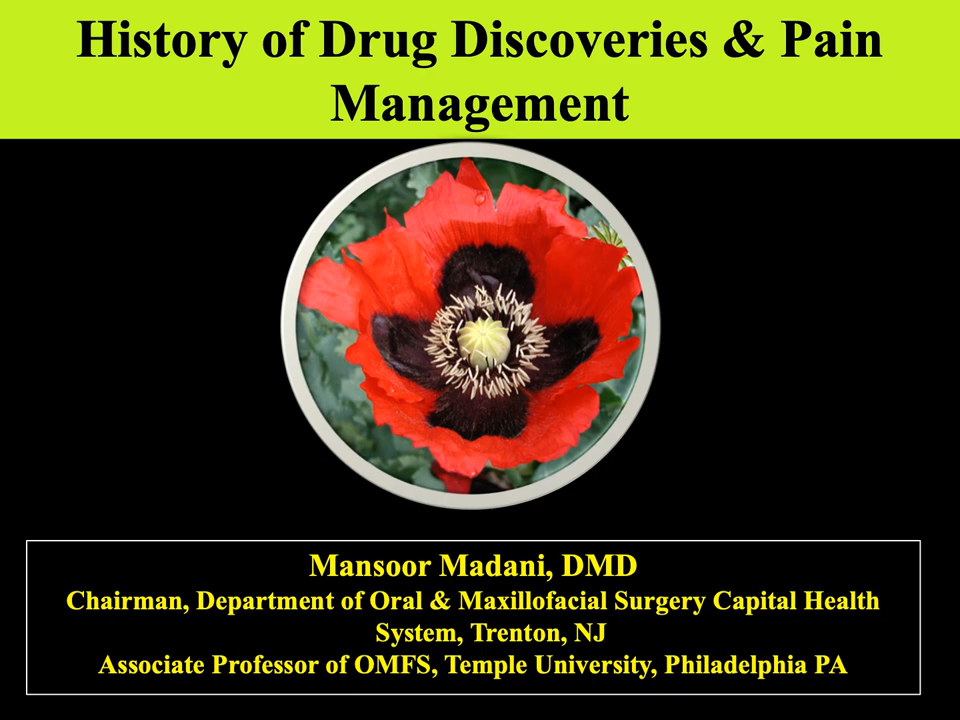 History of Drug Discoveries & Pain
Management
Mansoor Madani, DMD
Chairman, Department of Oral & Maxillofacial Surgery Capital Health
System, Trenton, NJ
Associate Professor of OMFS, Temple University, Philadelphia PA